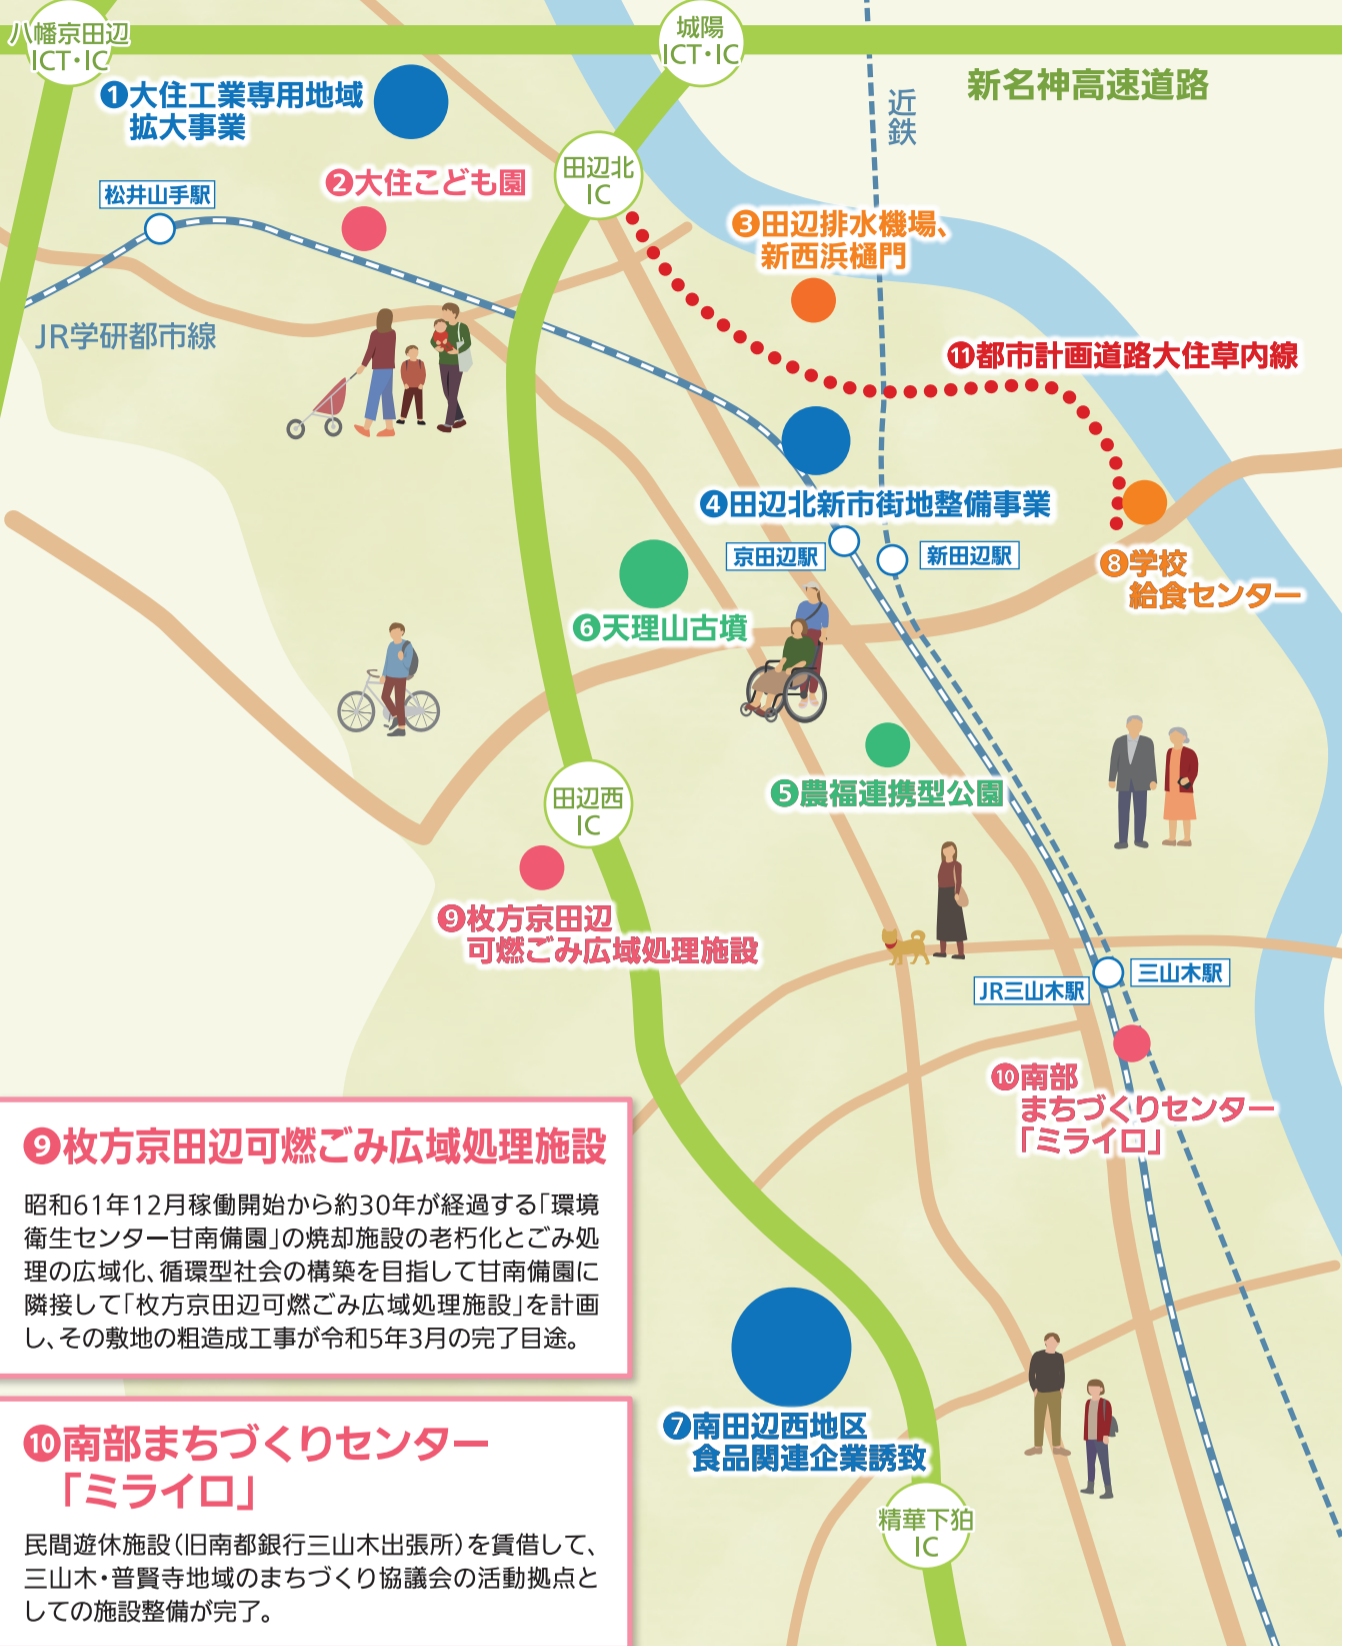 八幡京田辺
ICT・IC
城陽
ICT・IC
新名神高速道路
近鉄
❶大住工業専用地域
拡大事業
田辺北
IC
❷大住こども園
松井山手駅
❸田辺排水機場、
新西浜樋門
JR学研都市線
⓫都市計画道路大住草内線
❹田辺北新市街地整備事業
京田辺駅
新田辺駅
❽学校
給食センター
❻天理山古墳
田辺西
IC
❺農福連携型公園
❾枚方京田辺
可燃ごみ広域処理施設
三山木駅
JR三山木駅
❿南部
まちづくりセンター
「ミライロ」
❾枚方京田辺可燃ごみ広域処理施設
昭和61年12月稼働開始から約30年が経過する「環境
衛生センター甘南備園」の焼却施設の老朽化とごみ処
理の広域化、循環型社会の構築を目指して甘南備園に
隣接して「枚方京田辺可燃ごみ広域処理施設」を計画
し、その敷地の粗造成工事が令和5年3月の完了目途。
❼南田辺西地区
食品関連企業誘致
精華下狛
IC
❿南部まちづくりセンター
「ミライロ」
民間遊休施設(旧南都銀行三山木出張所)を賃借して、
三山木・普賢寺地域のまちづくり協議会の活動拠点と
しての施設整備が完了。